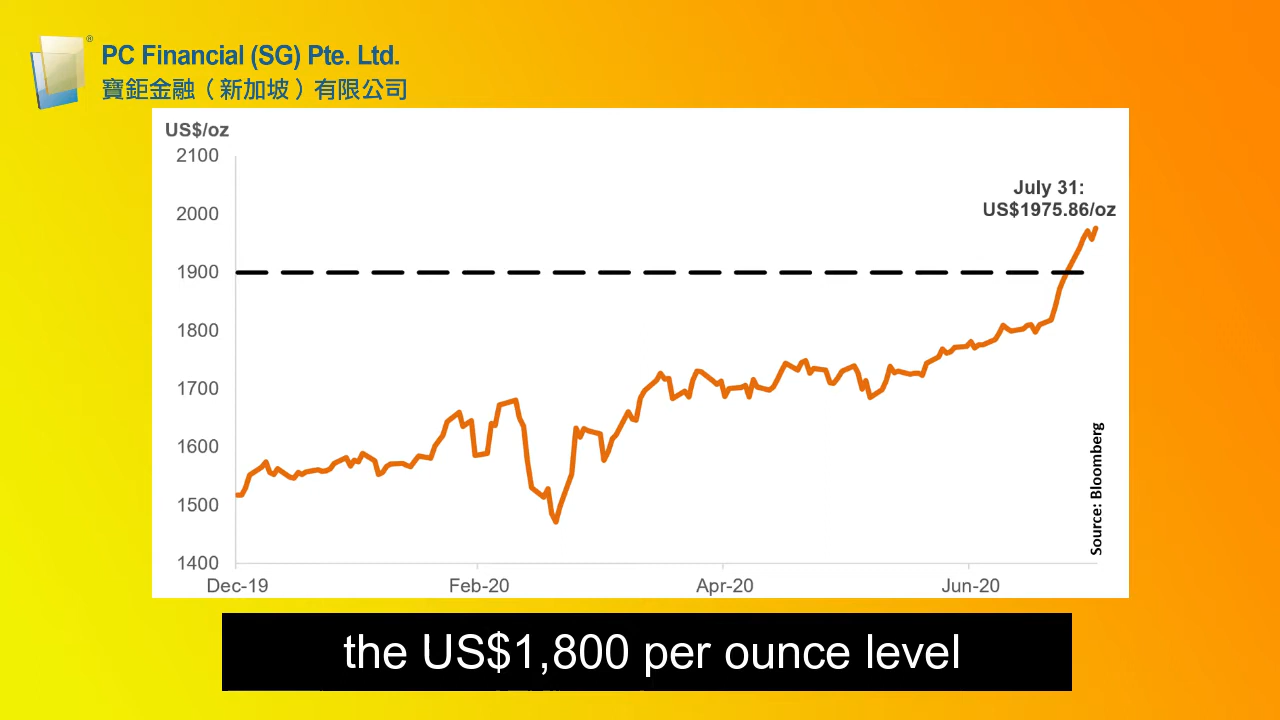 PC Financial (SG) Pte. Ltd.
®
寶鉅金融（新加坡）有限公司
US$/oz
2100
2000
1900
1800
1700
1600
1500
1400
July 31:
US$1975.86/oz
Source: Bloomberg
Dec-19
Feb-20
Apr-20
Jun-20
the US$1,800 per ounce level